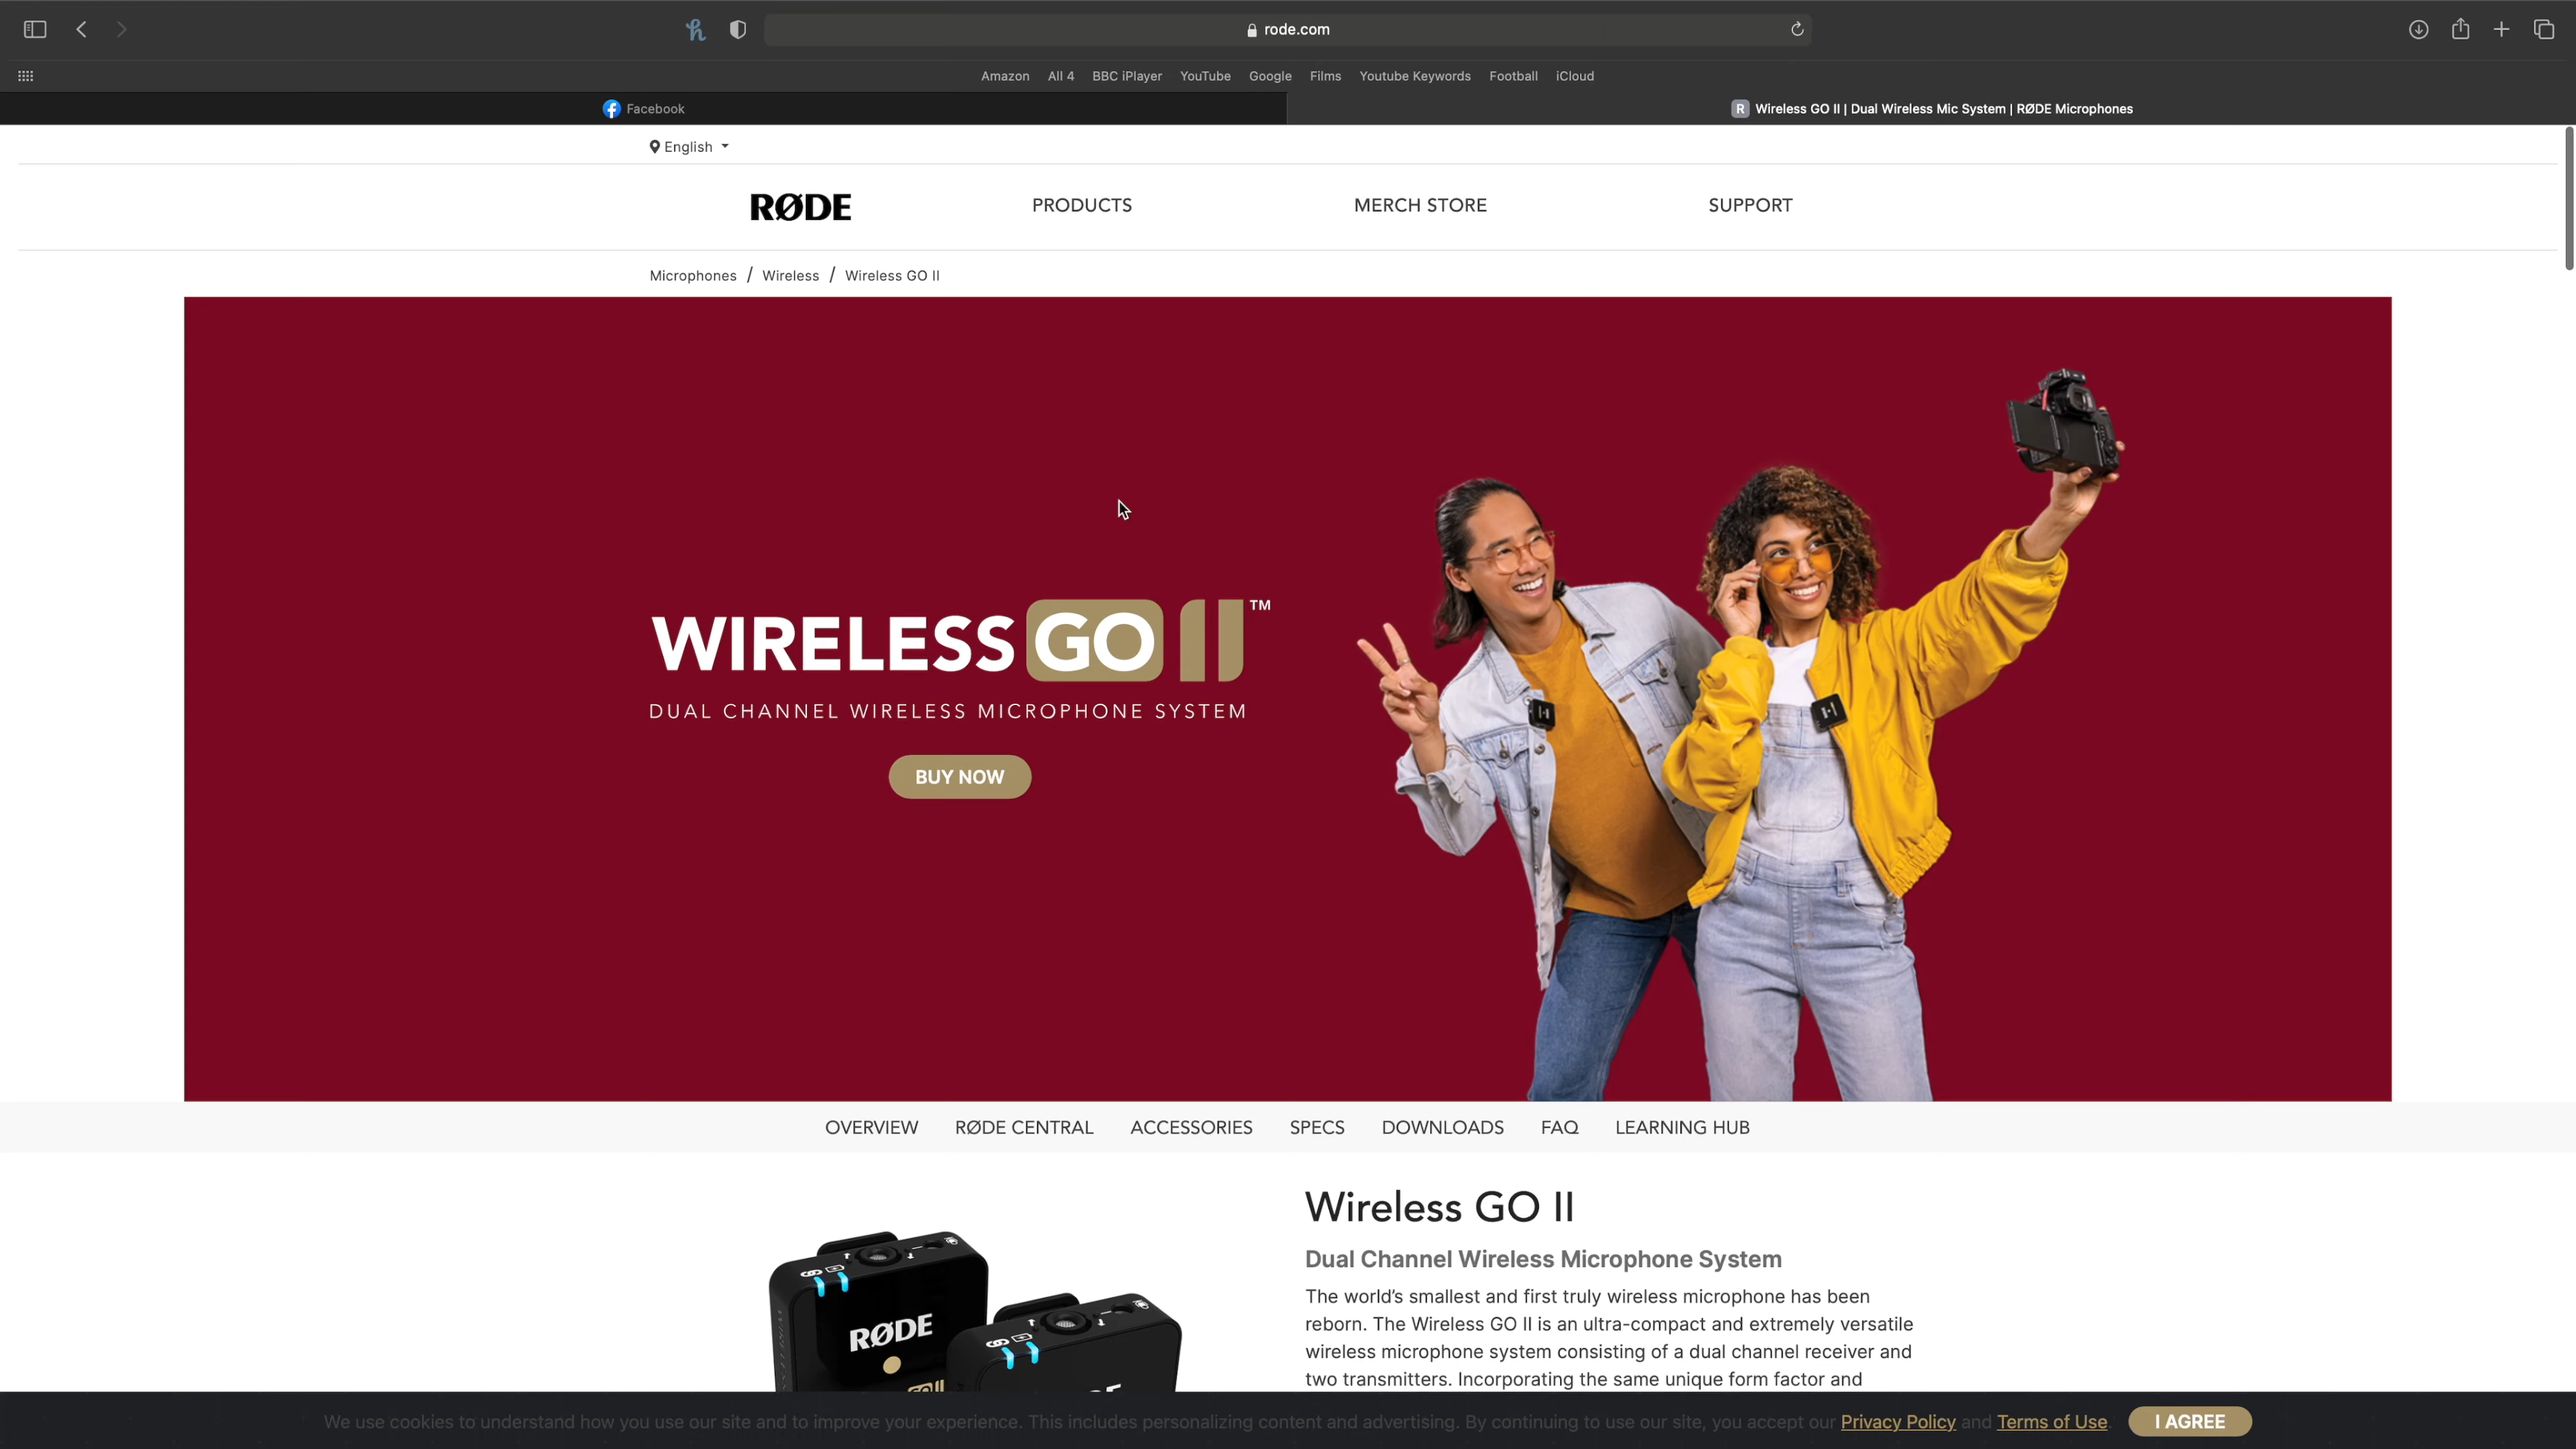 rode.com
Amazon All 4 BBC iPlayer YouTube Google Films Youtube Keywords Football iCloud
Facebook
R Wireless GO II | Dual Wireless Mic System | RØDE Microphones
English
RØDE PRODUCTS MERCH STORE SUPPORT
Microphones / Wireless / Wireless GO II
WIRELESS GO II™
DUAL CHANNEL WIRELESS MICROPHONE SYSTEM
BUY NOW
OVERVIEW RØDE CENTRAL ACCESSORIES SPECS DOWNLOADS FAQ LEARNING HUB
Wireless GO II
Dual Channel Wireless Microphone System
The world's smallest and first truly wireless microphone has been
reborn. The Wireless GO II is an ultra-compact and extremely versatile
wireless microphone system consisting of a dual channel receiver and
two transmitters. Incorporating the same unique form factor and
RØDE
We use cookies to understand how you use our site and to improve your experience. This includes personalizing content and advertising. By continuing to use our site, you accept our Privacy Policy and Terms of Use
I AGREE